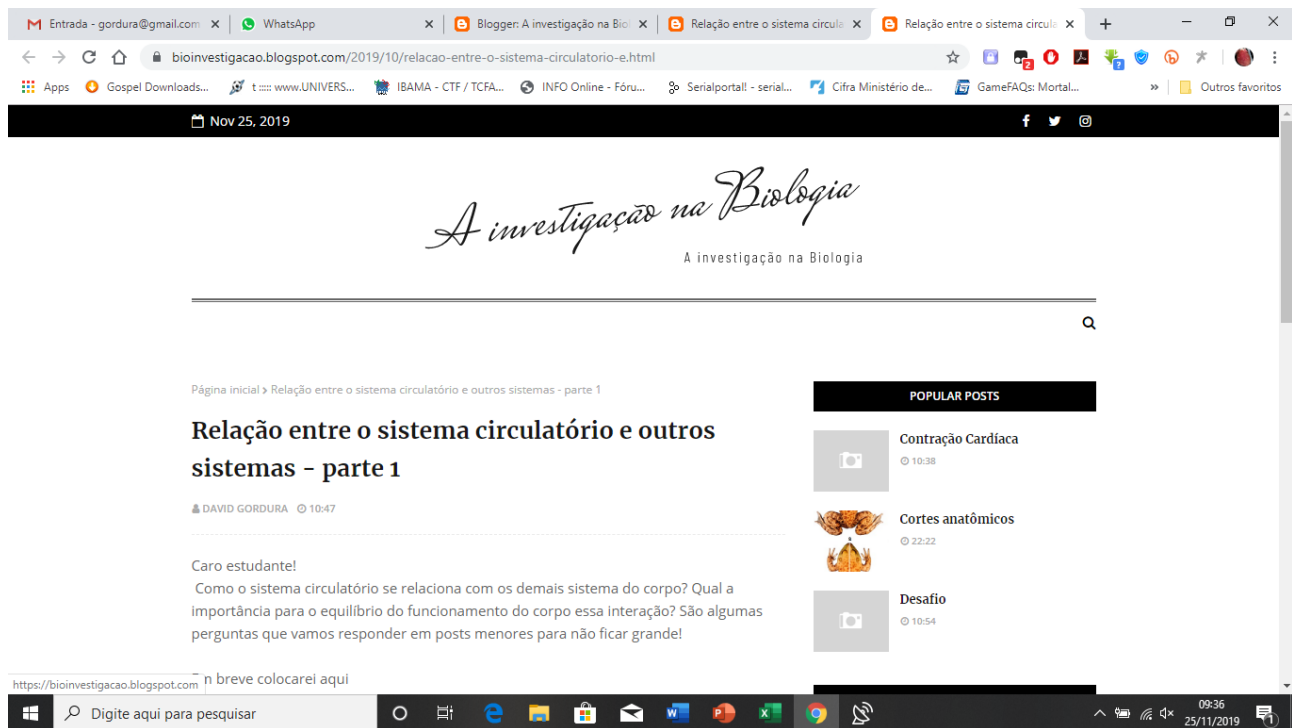 Entrada - gordura@gmail.com
WhatsApp
Blogger: A investigação na Biol
Relação entre o sistema circula
Relação entre o sistema circula
bioinvestigacao.blogspot.com/2019/10/relacao-entre-o-sistema-circulatorio-e.html
Apps
Gospel Downloads...
t ::::: www.UNIVERS...
IBAMA - CTF / TCFA...
INFO Online - Fóru...
Serialportal! - serial...
Cifra Ministério de...
GameFAQs: Mortal...
»
Outros favoritos
Nov 25, 2019
A investigação na Biologia
A investigação na Biologia
Página inicial › Relação entre o sistema circulatório e outros sistemas - parte 1
Relação entre o sistema circulatório e outros
sistemas - parte 1
DAVID GORDURA 10:47
Caro estudante!
Como o sistema circulatório se relaciona com os demais sistema do corpo? Qual a
importância para o equilíbrio do funcionamento do corpo essa interação? São algumas
perguntas que vamos responder em posts menores para não ficar grande!
n breve colocarei aqui
POPULAR POSTS
Contração Cardíaca
10:38
Cortes anatômicos
22:22
Desafio
10:54
https://bioinvestigacao.blogspot.com
Digite aqui para pesquisar
09:36
25/11/2019